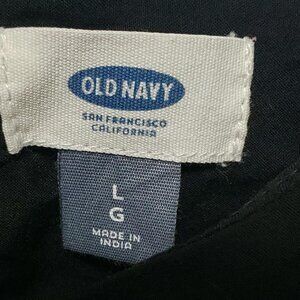 OLD NAVY
SAN FRANCISCO
CALIFORNIA
L
G
MADE IN
INDIA